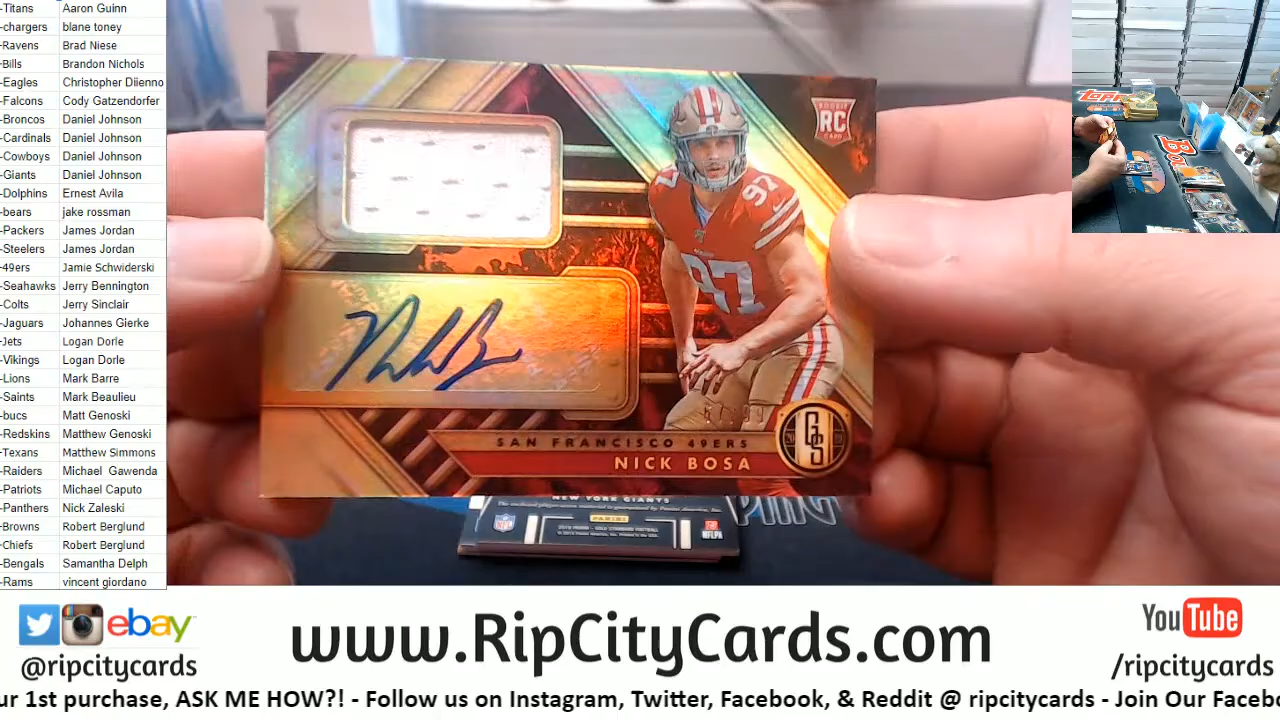 -Titans Aaron Guinn
-chargers blane toney
-Ravens Brad Niese
-Bills Brandon Nichols
-Eagles Christopher Diienno
-Falcons Cody Gatzendorfer
-Broncos Daniel Johnson
-Cardinals Daniel Johnson
-Cowboys Daniel Johnson
-Giants Daniel Johnson
-Dolphins Ernest Avila
-bears jake rossman
-Packers James Jordan
-Steelers James Jordan
-49ers Jamie Schwiderski
-Seahawks Jerry Bennington
-Colts Jerry Sinclair
-Jaguars Johannes Gierke
-Jets Logan Dorle
-Vikings Logan Dorle
-Lions Mark Barre
-Saints Mark Beaulieu
-bucs Matt Genoski
-Redskins Matthew Genoski
-Texans Matthew Simmons
-Raiders Michael Gawenda
-Patriots Michael Caputo
-Panthers Nick Zaleski
-Browns Robert Berglund
-Chiefs Robert Berglund
-Bengals Samantha Delph
-Rams vincent giordano
ROOKIE
RC
CARD
97
97
GS
SAN FRANCISCO 49ERS
NICK BOSA
NEW YORK GIANTS
PANINI
NFL
NFLPA
topps
ebay
@ripcitycards
www.RipCityCards.com
YouTube
/ripcitycards
ur 1st purchase, ASK ME HOW?! - Follow us on Instagram, Twitter, Facebook, & Reddit @ ripcitycards - Join Our Facebo